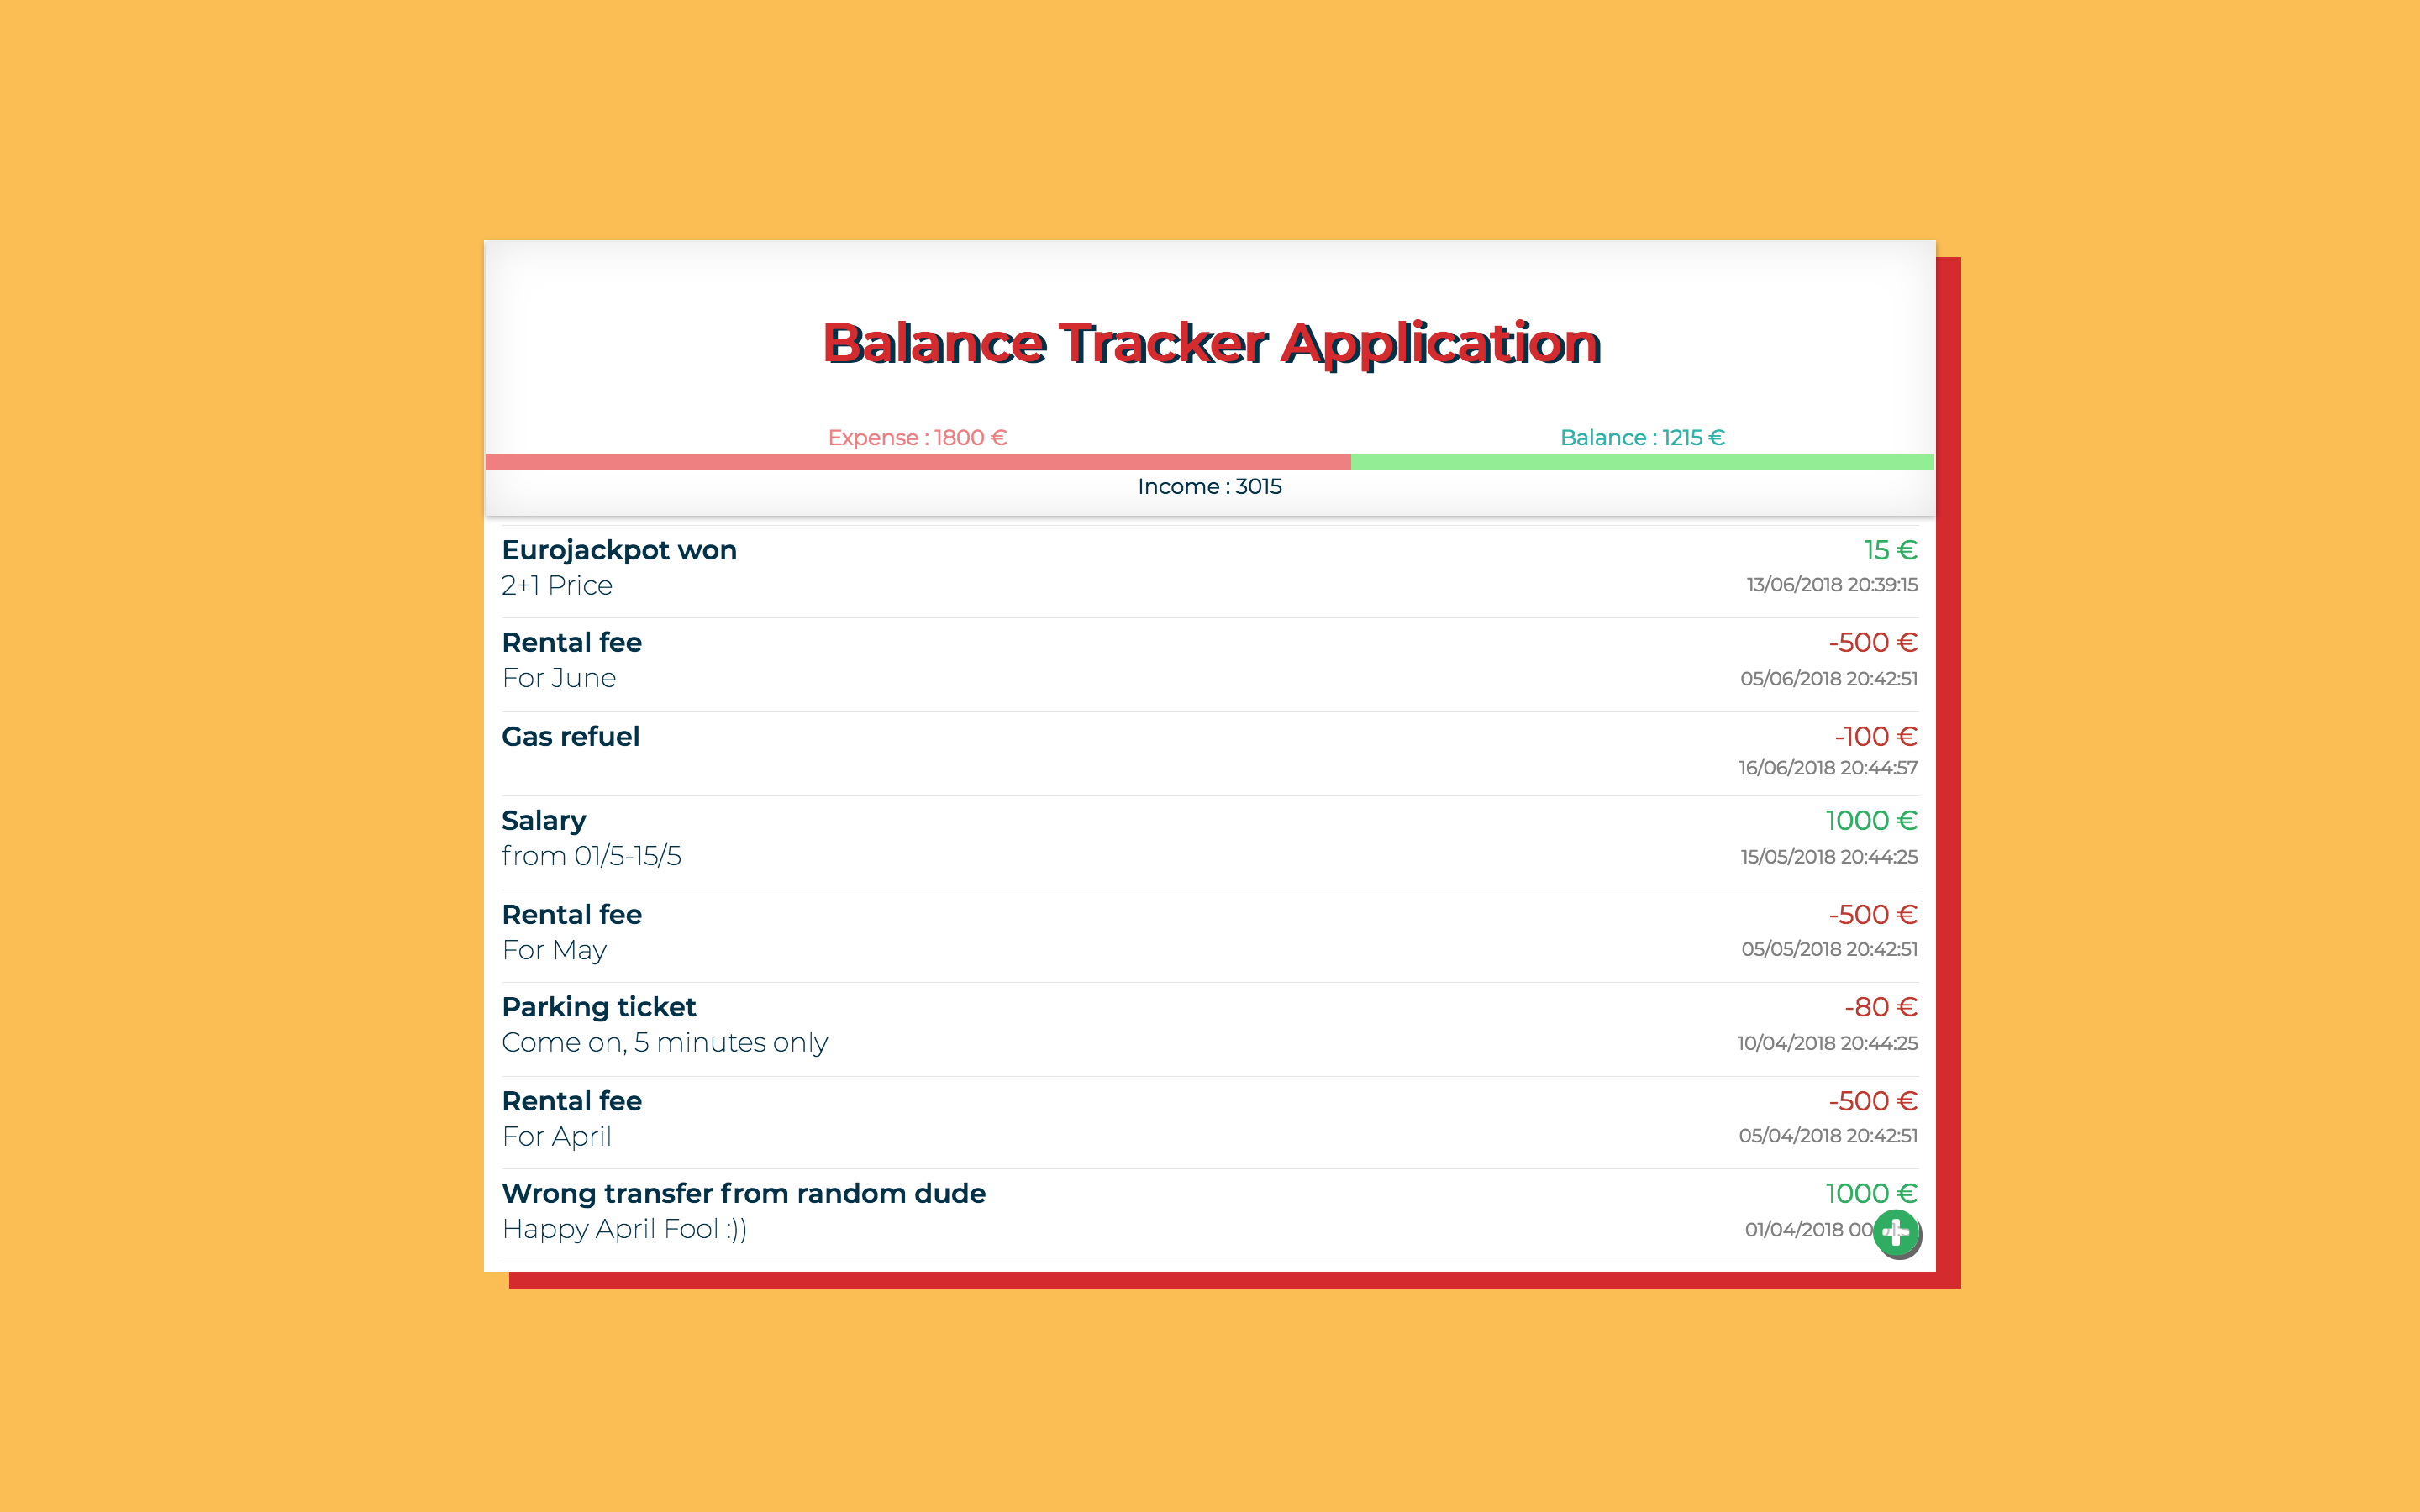 Balance Tracker Application
Expense : 1800 €
Balance : 1215 €
Income : 3015
Eurojackpot won
15 €
2+1 Price
13/06/2018 20:39:15
Rental fee
-500 €
For June
05/06/2018 20:42:51
Gas refuel
-100 €
16/06/2018 20:44:57
Salary
1000 €
from 01/5-15/5
15/05/2018 20:44:25
Rental fee
-500 €
For May
05/05/2018 20:42:51
Parking ticket
-80 €
Come on, 5 minutes only
10/04/2018 20:44:25
Rental fee
-500 €
For April
05/04/2018 20:42:51
Wrong transfer from random dude
1000 €
Happy April Fool :))
01/04/2018 00